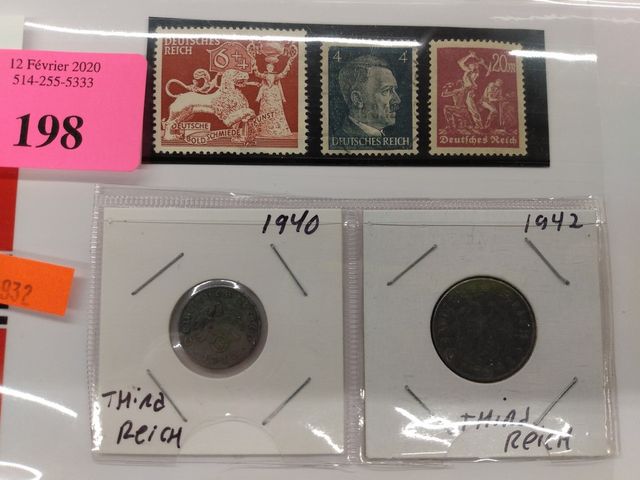 12 Février 2020
514-255-5333
198
932
DEUTSCHES
REICH
6+4
DEUTSCHE
GOLDSCHMIEDE KUNST
4 4
DEUTSCHES REICH
20
Deutsches Reich
1940
THird
REICH
1942
THird
REICH